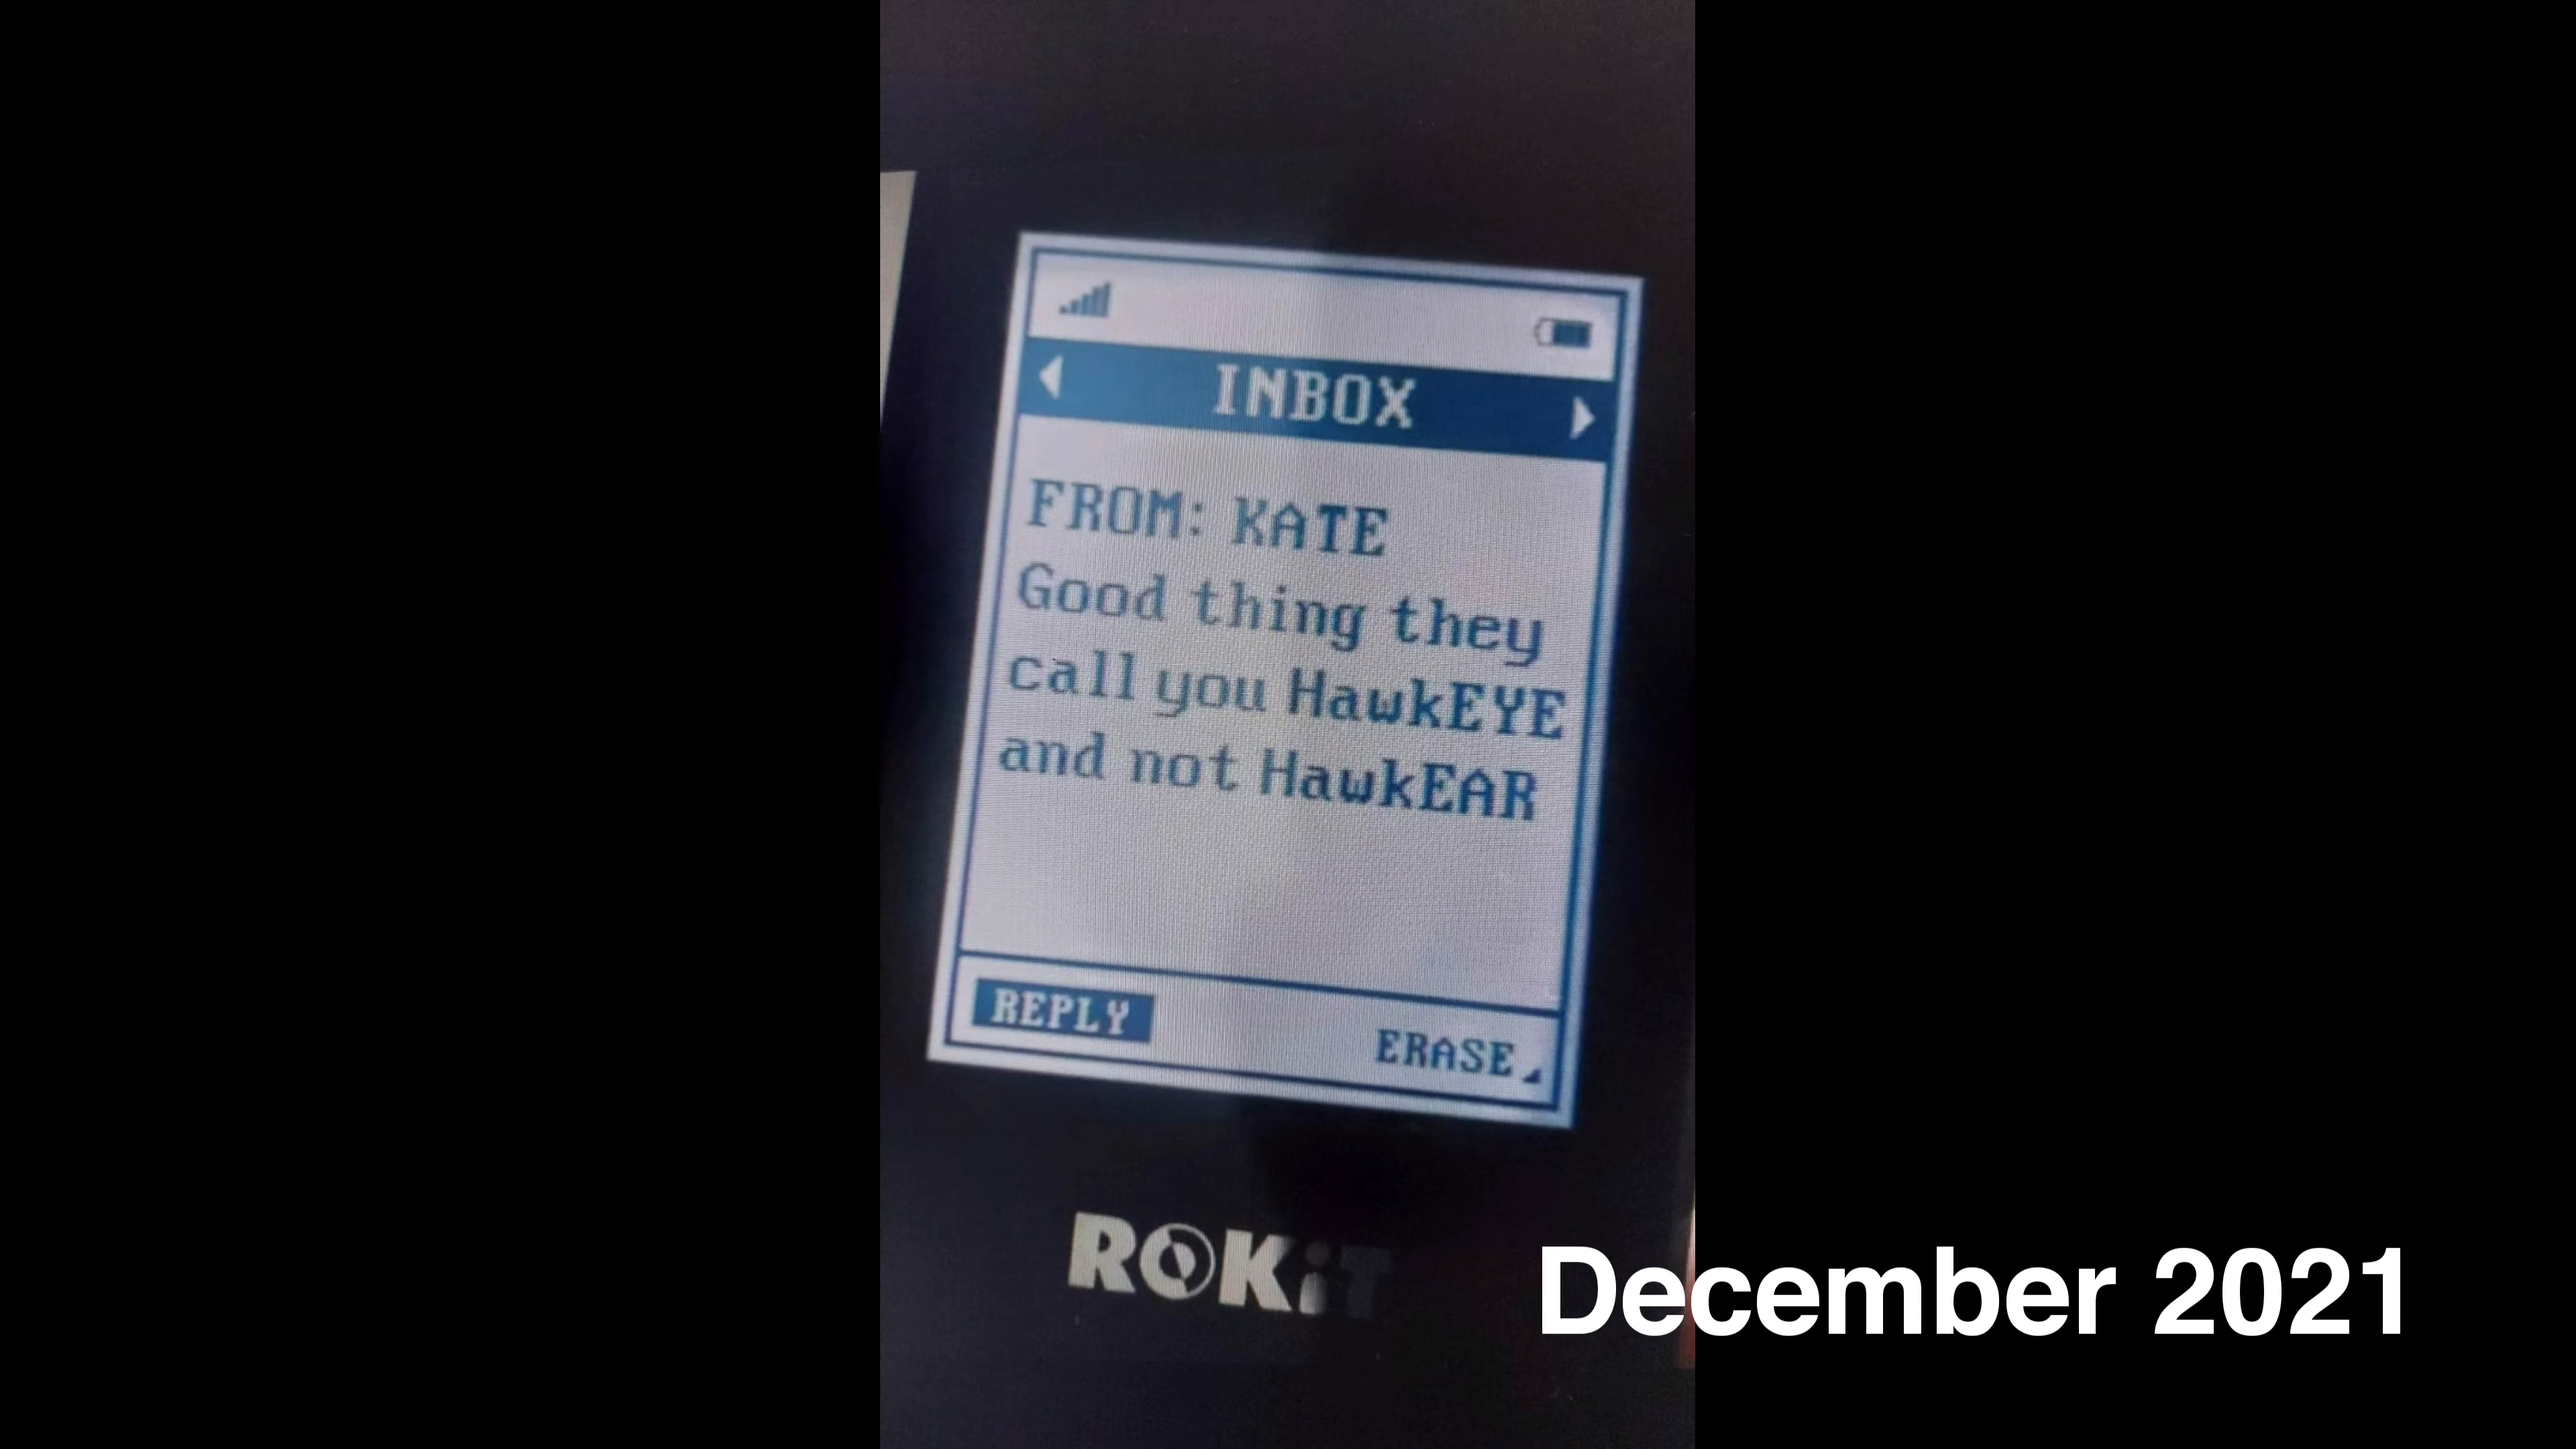 INBOX
FROM: KATE
Good thing they
call you HawkEYE
and not HawkEAR
REPLY
ERASE
ROKiT
December 2021